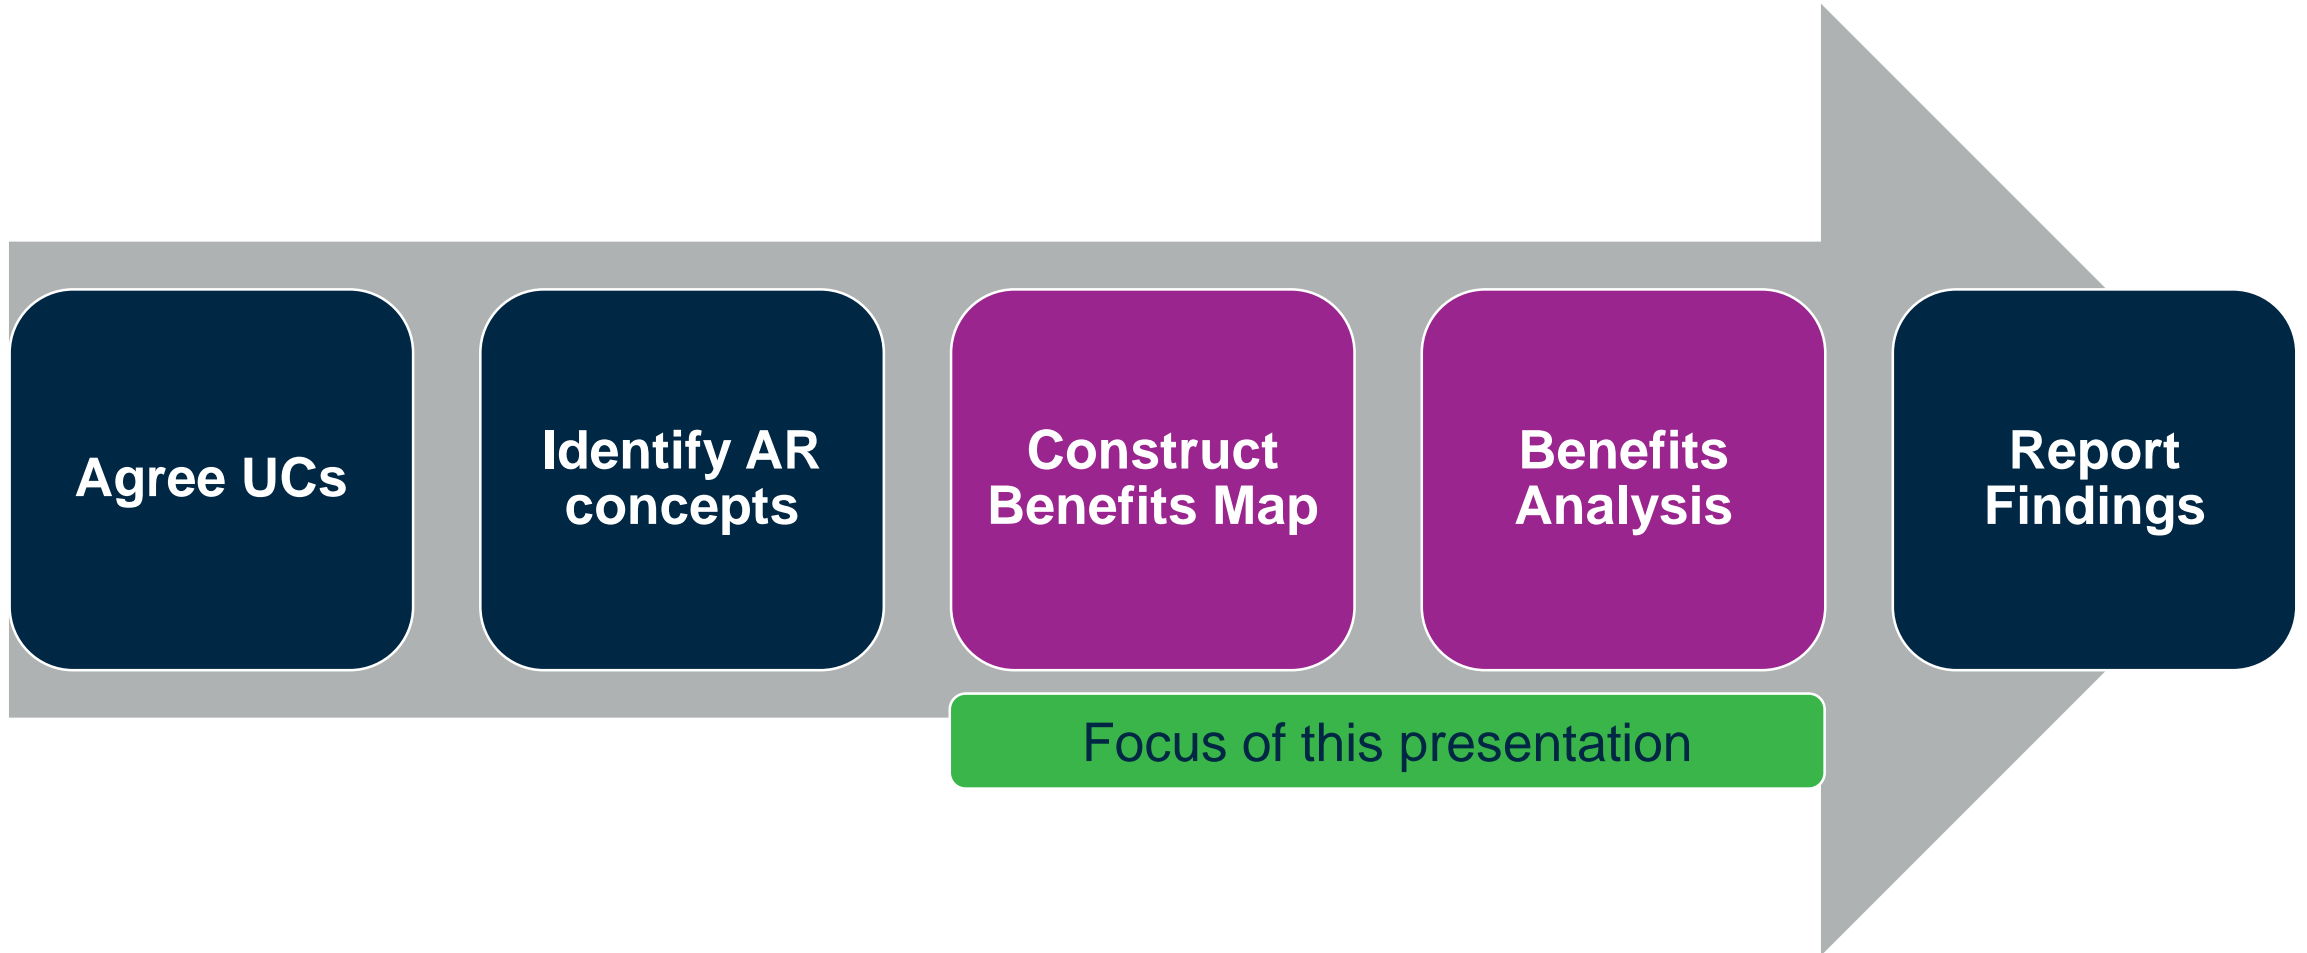 Agree UCs
Identify AR
concepts
Construct
Benefits Map
Benefits
Analysis
Report
Findings
Focus of this presentation